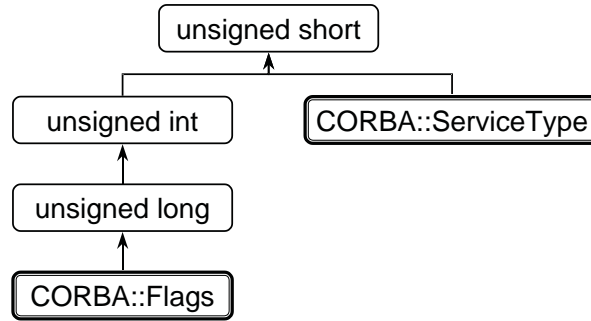 unsigned short
unsigned int
CORBA::ServiceType
unsigned long
CORBA::Flags